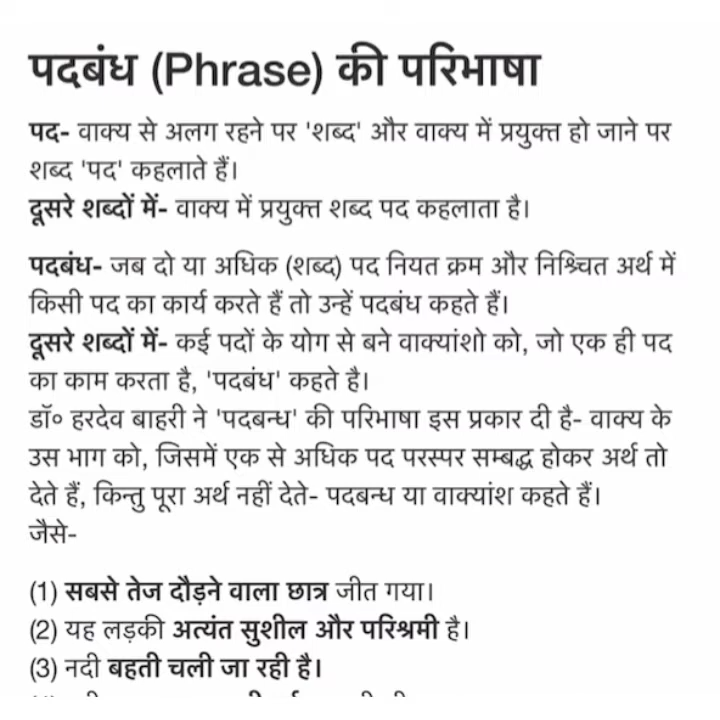 पदबंध (Phrase) की परिभाषा
पद- वाक्य से अलग रहने पर 'शब्द' और वाक्य में प्रयुक्त हो जाने पर
शब्द 'पद' कहलाते हैं।
दूसरे शब्दों में- वाक्य में प्रयुक्त शब्द पद कहलाता है।
पदबंध- जब दो या अधिक (शब्द) पद नियत क्रम और निश्चित अर्थ में
किसी पद का कार्य करते हैं तो उन्हें पदबंध कहते हैं।
दूसरे शब्दों में- कई पदों के योग से बने वाक्यांशो को, जो एक ही पद
का काम करता है, 'पदबंध' कहते है।
डॉ० हरदेव बाहरी ने 'पदबन्ध' की परिभाषा इस प्रकार दी है- वाक्य के
उस भाग को, जिसमें एक से अधिक पद परस्पर सम्बद्ध होकर अर्थ तो
देते हैं, किन्तु पूरा अर्थ नहीं देते- पदबन्ध या वाक्यांश कहते हैं।
जैसे-
(1) सबसे तेज दौड़ने वाला छात्र जीत गया।
(2) यह लड़की अत्यंत सुशील और परिश्रमी है।
(3) नदी बहती चली जा रही है।